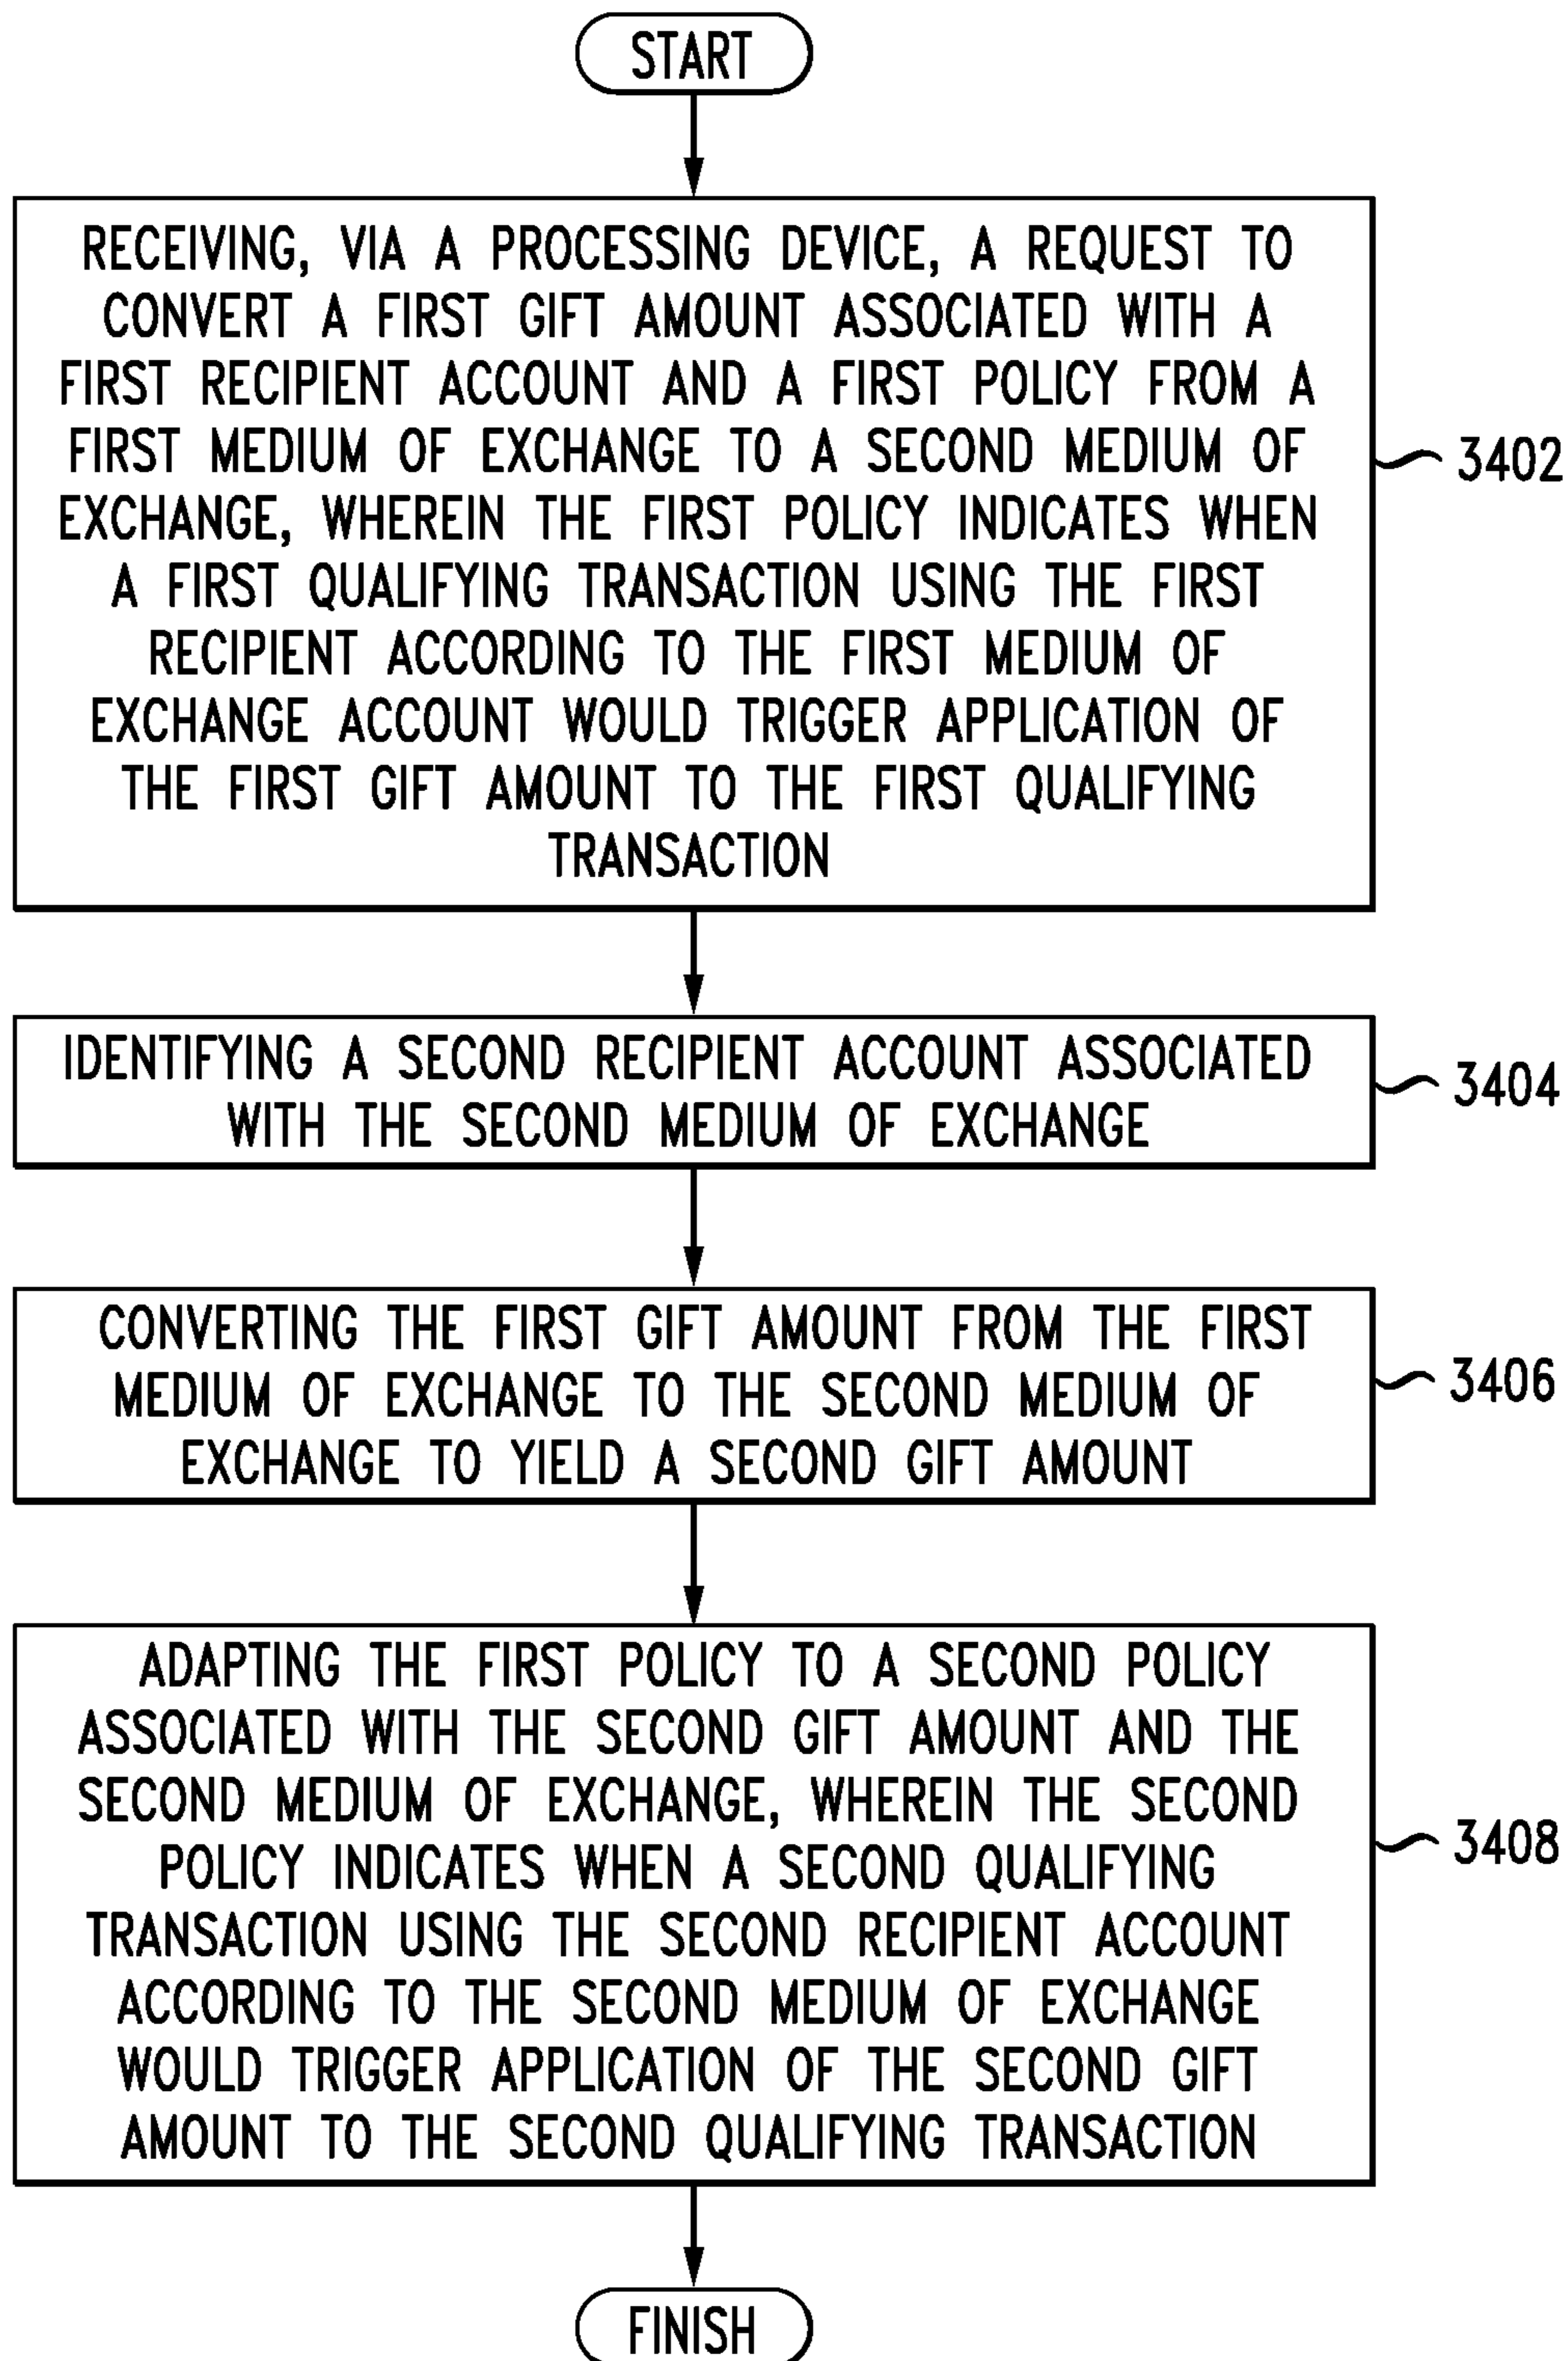 START
RECEIVING, VIA A PROCESSING DEVICE, A REQUEST TO
CONVERT A FIRST GIFT AMOUNT ASSOCIATED WITH A
FIRST RECIPIENT ACCOUNT AND A FIRST POLICY FROM A
FIRST MEDIUM OF EXCHANGE TO A SECOND MEDIUM OF
EXCHANGE, WHEREIN THE FIRST POLICY INDICATES WHEN
A FIRST QUALIFYING TRANSACTION USING THE FIRST
RECIPIENT ACCORDING TO THE FIRST MEDIUM OF
EXCHANGE ACCOUNT WOULD TRIGGER APPLICATION OF
THE FIRST GIFT AMOUNT TO THE FIRST QUALIFYING
TRANSACTION
3402
IDENTIFYING A SECOND RECIPIENT ACCOUNT ASSOCIATED
WITH THE SECOND MEDIUM OF EXCHANGE
3404
CONVERTING THE FIRST GIFT AMOUNT FROM THE FIRST
MEDIUM OF EXCHANGE TO THE SECOND MEDIUM OF
EXCHANGE TO YIELD A SECOND GIFT AMOUNT
3406
ADAPTING THE FIRST POLICY TO A SECOND POLICY
ASSOCIATED WITH THE SECOND GIFT AMOUNT AND THE
SECOND MEDIUM OF EXCHANGE, WHEREIN THE SECOND
POLICY INDICATES WHEN A SECOND QUALIFYING
TRANSACTION USING THE SECOND RECIPIENT ACCOUNT
ACCORDING TO THE SECOND MEDIUM OF EXCHANGE
WOULD TRIGGER APPLICATION OF THE SECOND GIFT
AMOUNT TO THE SECOND QUALIFYING TRANSACTION
3408
FINISH